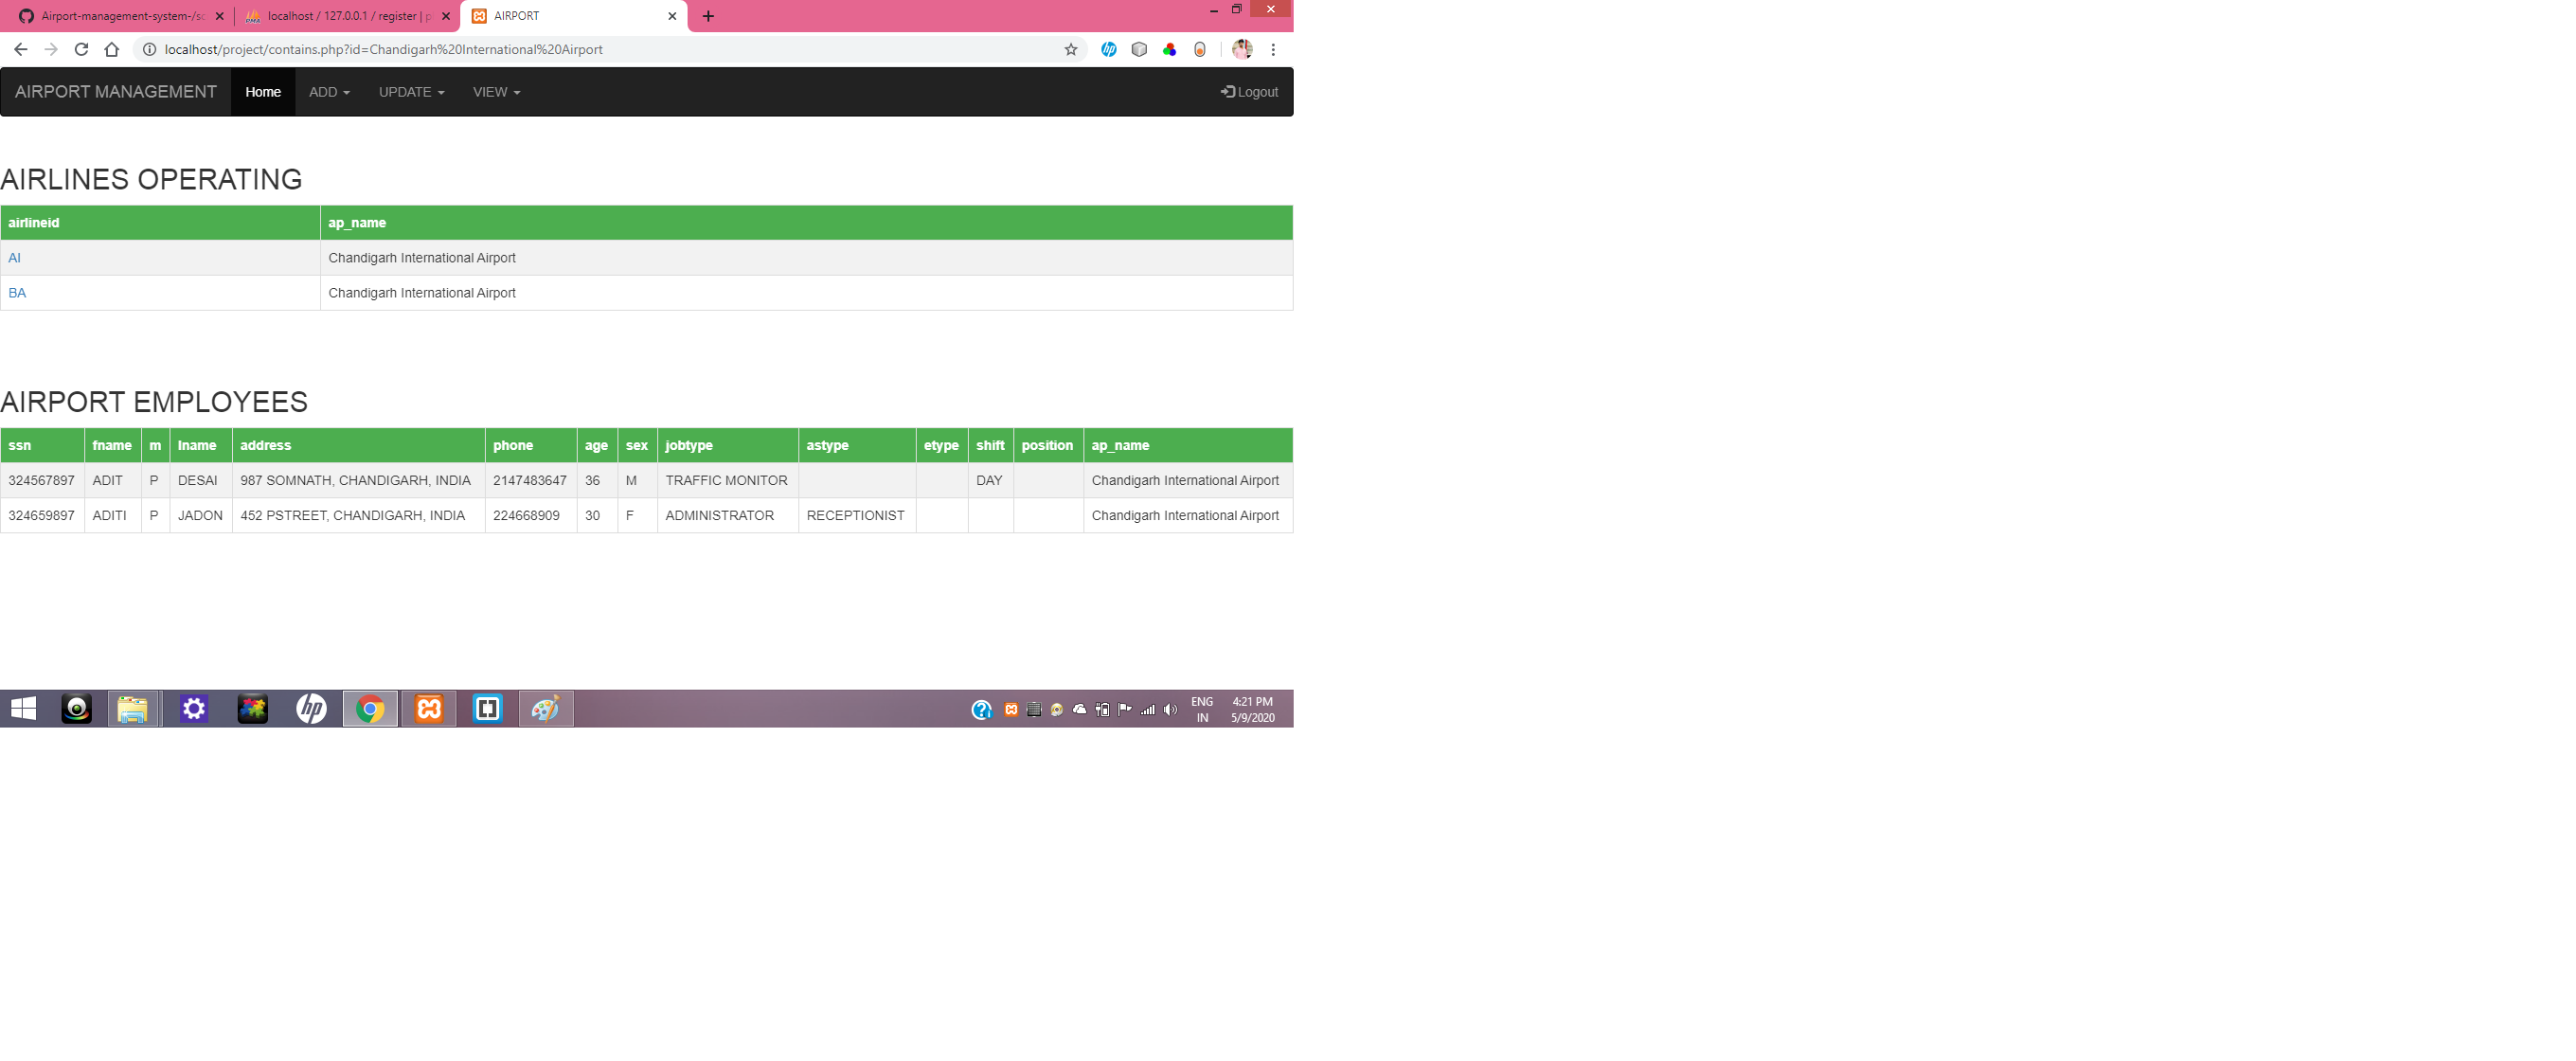 Airport-management-system-/sc
localhost / 127.0.0.1 / register | p
AIRPORT
localhost/project/contains.php?id=Chandigarh%20International%20Airport
AIRPORT MANAGEMENT Home ADD UPDATE VIEW Logout
AIRLINES OPERATING
airlineid ap_name
AI Chandigarh International Airport
BA Chandigarh International Airport
AIRPORT EMPLOYEES
ssn fname m lname address phone age sex jobtype astype etype shift position ap_name
324567897 ADIT P DESAI 987 SOMNATH, CHANDIGARH, INDIA 2147483647 36 M TRAFFIC MONITOR DAY Chandigarh International Airport
324659897 ADITI P JADON 452 PSTREET, CHANDIGARH, INDIA 224668909 30 F ADMINISTRATOR RECEPTIONIST Chandigarh International Airport
ENG 4:21 PM
IN 5/9/2020